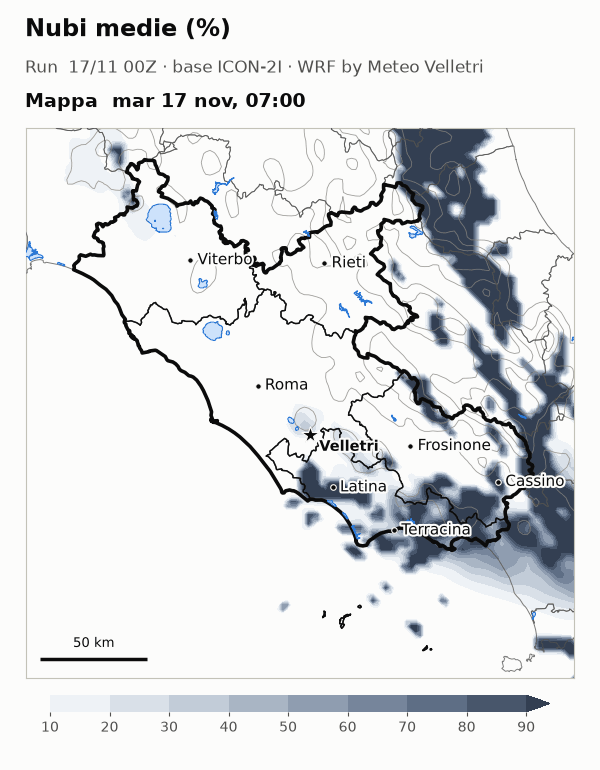 Nubi medie (%)
Run 17/11 00Z · base ICON-2I · WRF by Meteo Velletri
Mappa mar 17 nov, 07:00
Viterbo
Rieti
Roma
Velletri
Frosinone
Latina
Cassino
Terracina
50 km
10 20 30 40 50 60 70 80 90